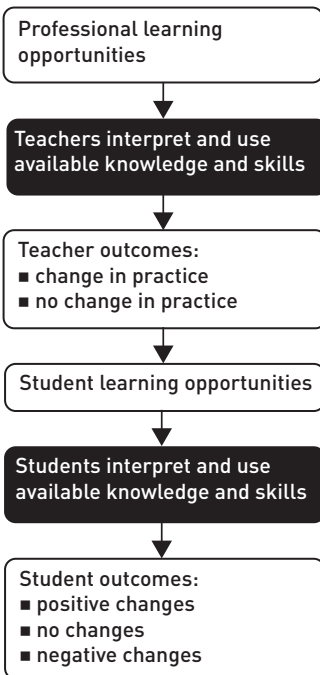 Professional learning
opportunities
Teachers interpret and use
available knowledge and skills
Teacher outcomes:
■ change in practice
■ no change in practice
Student learning opportunities
Students interpret and use
available knowledge and skills
Student outcomes:
■ positive changes
■ no changes
■ negative changes